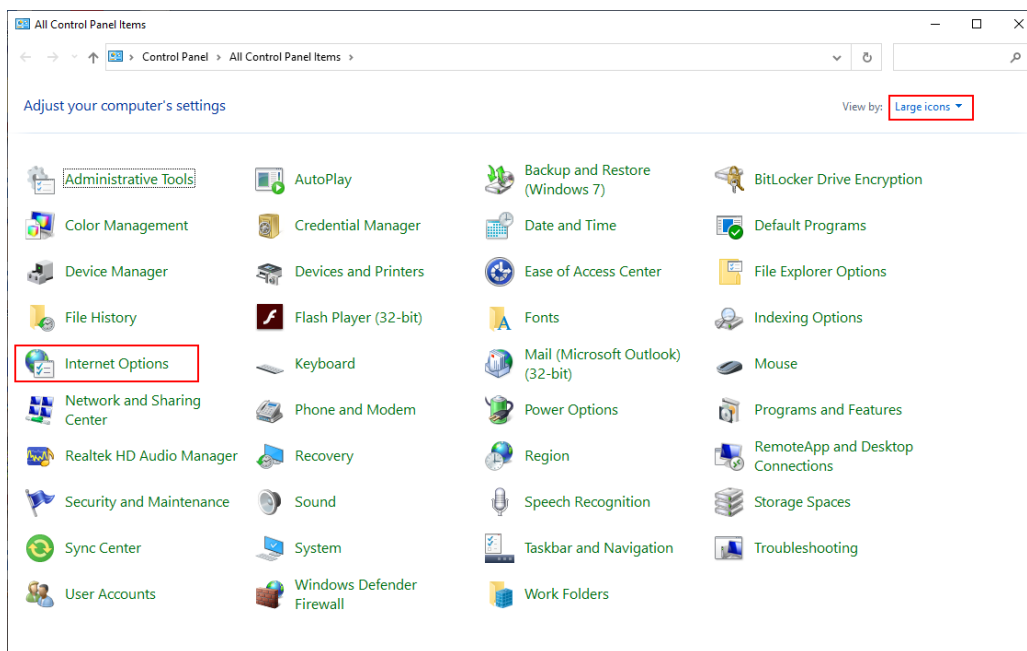 All Control Panel Items
Control Panel > All Control Panel Items >
Adjust your computer's settings
View by: Large icons
Administrative Tools
AutoPlay
Backup and Restore
(Windows 7)
BitLocker Drive Encryption
Color Management
Credential Manager
Date and Time
Default Programs
Device Manager
Devices and Printers
Ease of Access Center
File Explorer Options
File History
Flash Player (32-bit)
Fonts
Indexing Options
Internet Options
Keyboard
Mail (Microsoft Outlook)
(32-bit)
Mouse
Network and Sharing
Center
Phone and Modem
Power Options
Programs and Features
Realtek HD Audio Manager
Recovery
Region
RemoteApp and Desktop
Connections
Security and Maintenance
Sound
Speech Recognition
Storage Spaces
Sync Center
System
Taskbar and Navigation
Troubleshooting
User Accounts
Windows Defender
Firewall
Work Folders